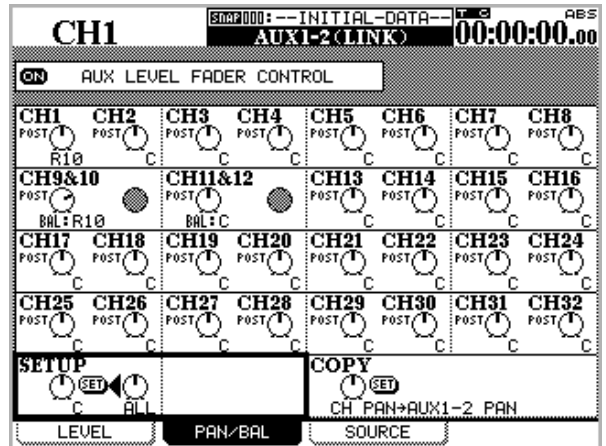 CH1 SNAP000:--INITIAL-DATA-- T C ABS
AUX1-2(LINK) 00:00:00.00
ON AUX LEVEL FADER CONTROL
CH1 CH2 CH3 CH4 CH5 CH6 CH7 CH8
POST POST POST POST POST POST POST POST
R10 C C C C C C C
CH9&10 CH11&12 CH13 CH14 CH15 CH16
POST POST POST POST POST POST
BAL:R10 BAL:C C C C C
CH17 CH18 CH19 CH20 CH21 CH22 CH23 CH24
POST POST POST POST POST POST POST POST
C C C C C C C C
CH25 CH26 CH27 CH28 CH29 CH30 CH31 CH32
POST POST POST POST POST POST POST POST
C C C C C C C C
SETUP COPY
SET SET
C ALL CH PAN→AUX1-2 PAN
LEVEL PAN/BAL SOURCE